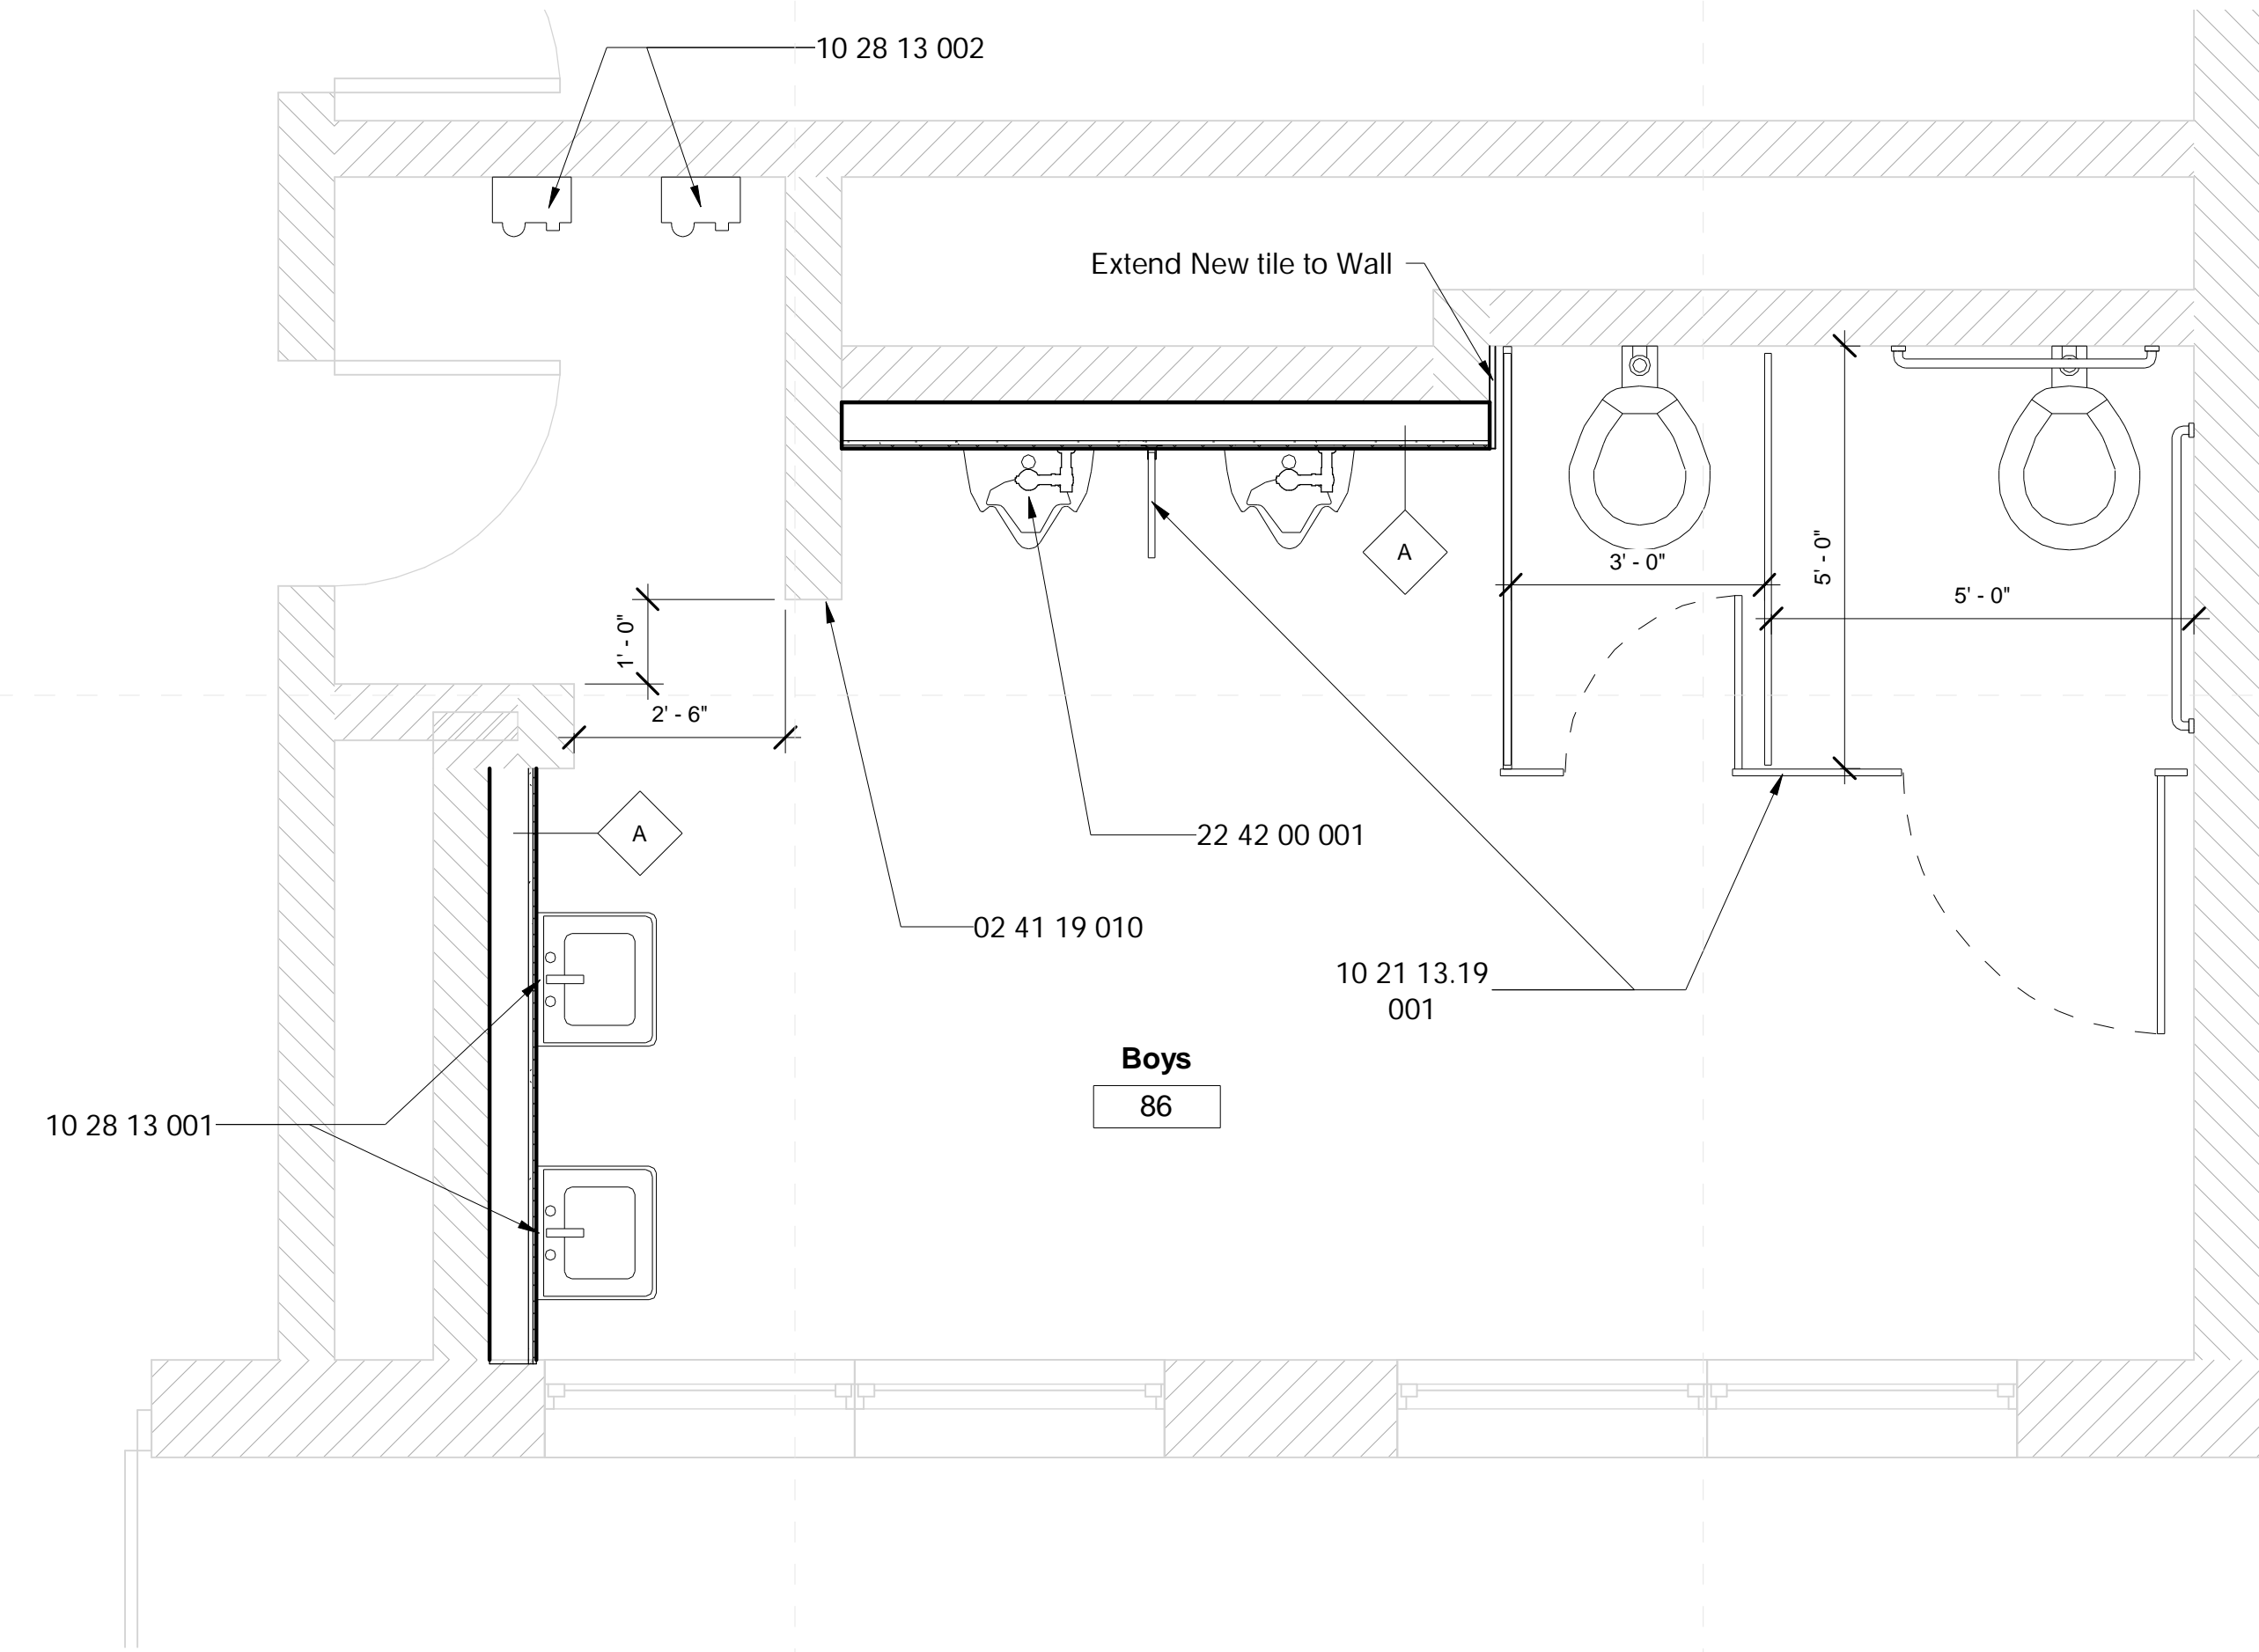 10 28 13 002
Extend New tile to Wall
A
3' - 0"
5' - 0"
5' - 0"
1' - 0"
2' - 6"
A
22 42 00 001
02 41 19 010
10 21 13.19
001
Boys
86
10 28 13 001